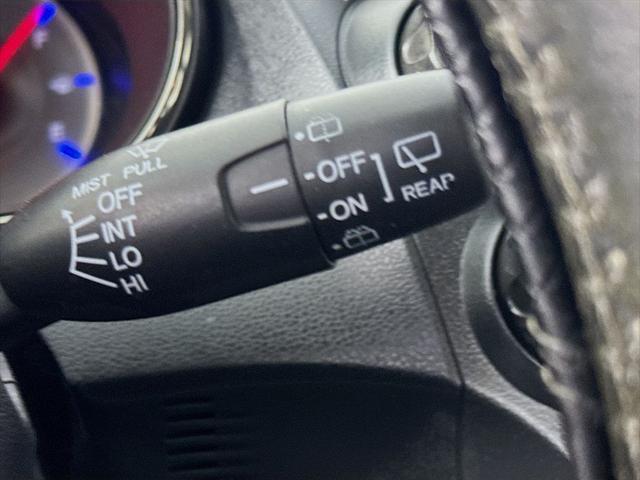 MIST PULL
OFF
INT
LO
HI
OFF
ON
REAR
F